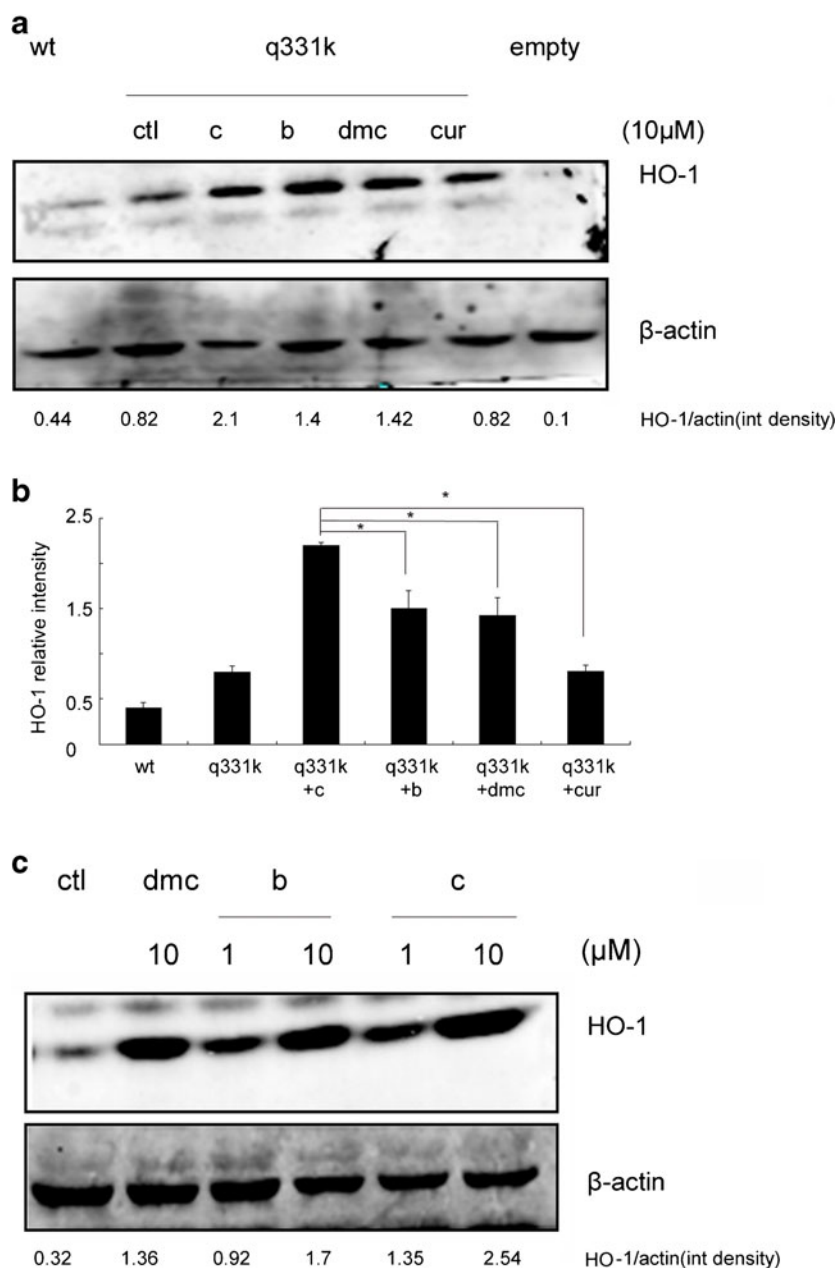 a
wt q331k empty
ctl c b dmc cur (10μM)
HO-1
β-actin
0.44 0.82 2.1 1.4 1.42 0.82 0.1 HO-1/actin(int density)
b
HO-1 relative intensity
2.5
1.5
0.5
0
* * *
wt q331k q331k q331k q331k q331k
+c +b +dmc +cur
c
ctl dmc b c
10 1 10 1 10 (μM)
HO-1
β-actin
0.32 1.36 0.92 1.7 1.35 2.54 HO-1/actin(int density)